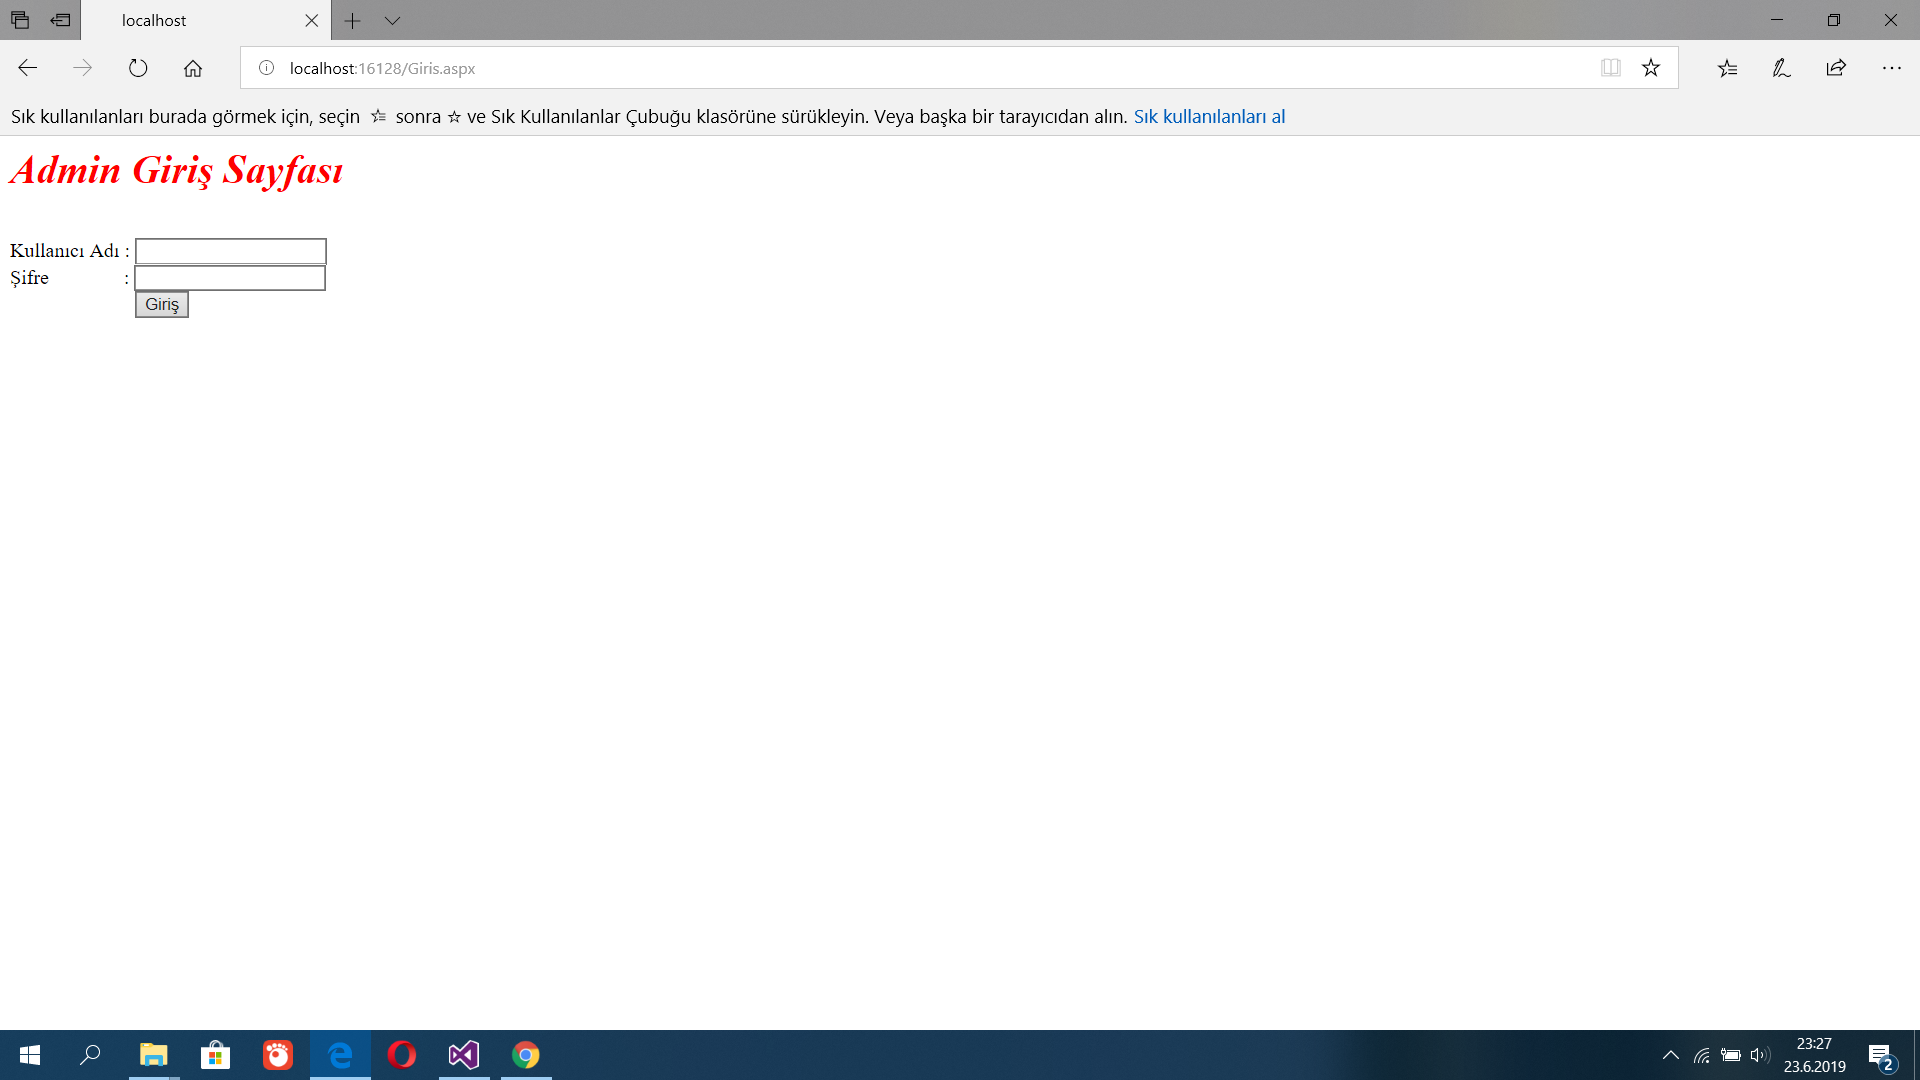 localhost
localhost:16128/Giris.aspx
Sık kullanılanları burada görmek için, seçin sonra ☆ ve Sık Kullanılanlar Çubuğu klasörüne sürükleyin. Veya başka bir tarayıcıdan alın. Sık kullanılanları al
Admin Giriş Sayfası
Kullanıcı Adı :
Şifre :
Giriş
23:27
23.6.2019
2